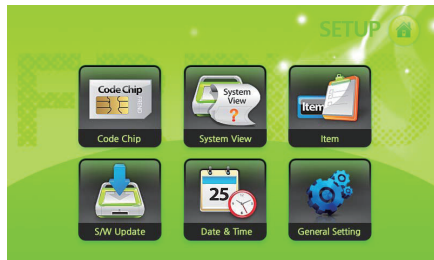 SETUP
Code Chip
System
View
?
Item
Code Chip
System View
Item
25
S/W Update
Date & Time
General Setting